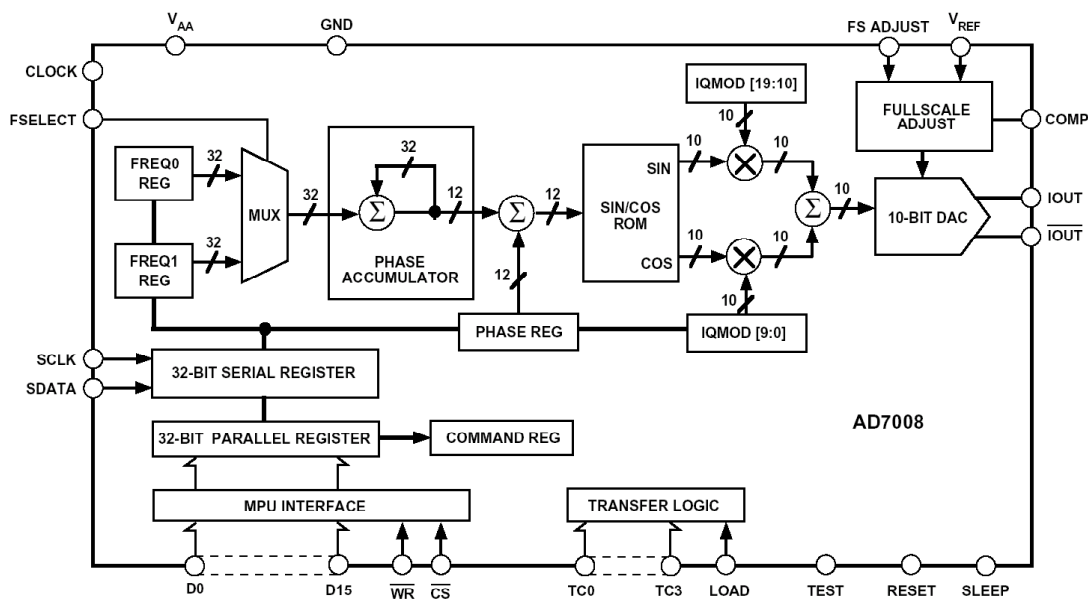 V_AA
GND
FS ADJUST
V_REF
CLOCK
FSELECT
IQMOD [19:10]
FULLSCALE
ADJUST
COMP
10
10
FREQ0
REG
32
MUX
32
32
12
12
Σ
PHASE
ACCUMULATOR
Σ
12
SIN/COS
ROM
SIN
COS
10
10
10
10
Σ
10
10-BIT DAC
IOUT
IOUT
FREQ1
REG
32
PHASE REG
IQMOD [9:0]
SCLK
SDATA
32-BIT SERIAL REGISTER
32-BIT PARALLEL REGISTER
COMMAND REG
AD7008
MPU INTERFACE
TRANSFER LOGIC
D0
D15
WR
CS
TC0
TC3
LOAD
TEST
RESET
SLEEP